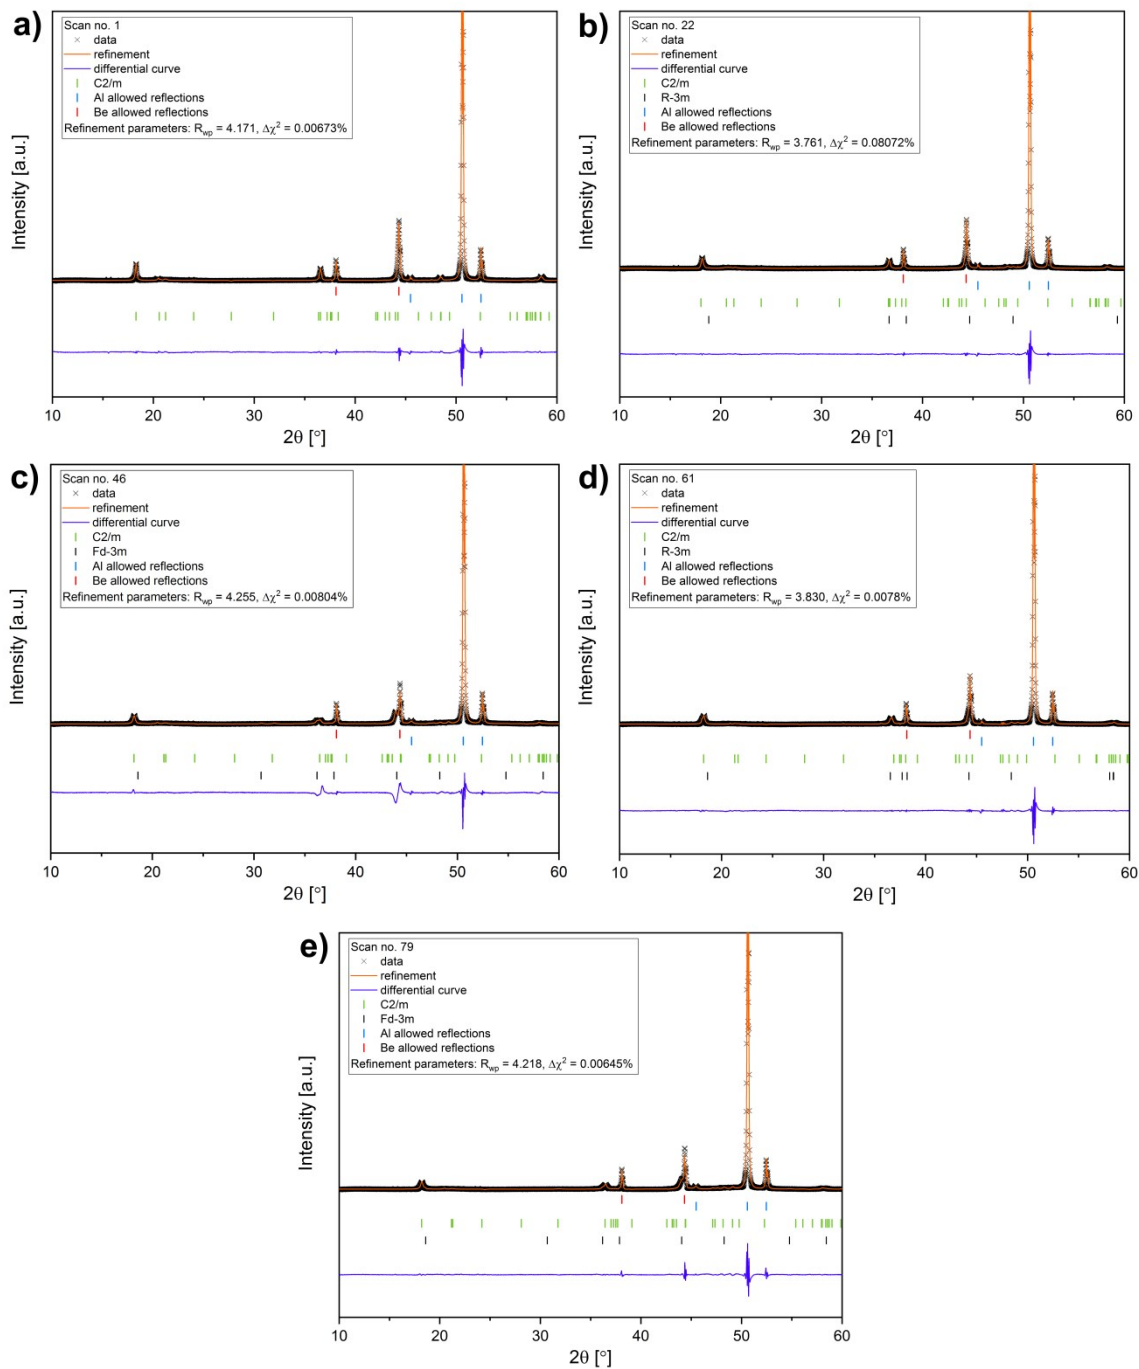 a)
Scan no. 1
data
refinement
differential curve
C2/m
Al allowed reflections
Be allowed reflections
Refinement parameters: Rwp = 4.171, Δχ² = 0.00673%
Intensity [a.u.]
10 20 30 40 50 60
2θ [°]
b)
Scan no. 22
data
refinement
differential curve
C2/m
R-3m
Al allowed reflections
Be allowed reflections
Refinement parameters: Rwp = 3.761, Δχ² = 0.08072%
Intensity [a.u.]
10 20 30 40 50 60
2θ [°]
c)
Scan no. 46
data
refinement
differential curve
C2/m
Fd-3m
Al allowed reflections
Be allowed reflections
Refinement parameters: Rwp = 4.255, Δχ² = 0.00804%
Intensity [a.u.]
10 20 30 40 50 60
2θ [°]
d)
Scan no. 61
data
refinement
differential curve
C2/m
R-3m
Al allowed reflections
Be allowed reflections
Refinement parameters: Rwp = 3.830, Δχ² = 0.0078%
Intensity [a.u.]
10 20 30 40 50 60
2θ [°]
e)
Scan no. 79
data
refinement
differential curve
C2/m
Fd-3m
Al allowed reflections
Be allowed reflections
Refinement parameters: Rwp = 4.218, Δχ² = 0.00645%
Intensity [a.u.]
10 20 30 40 50 60
2θ [°]